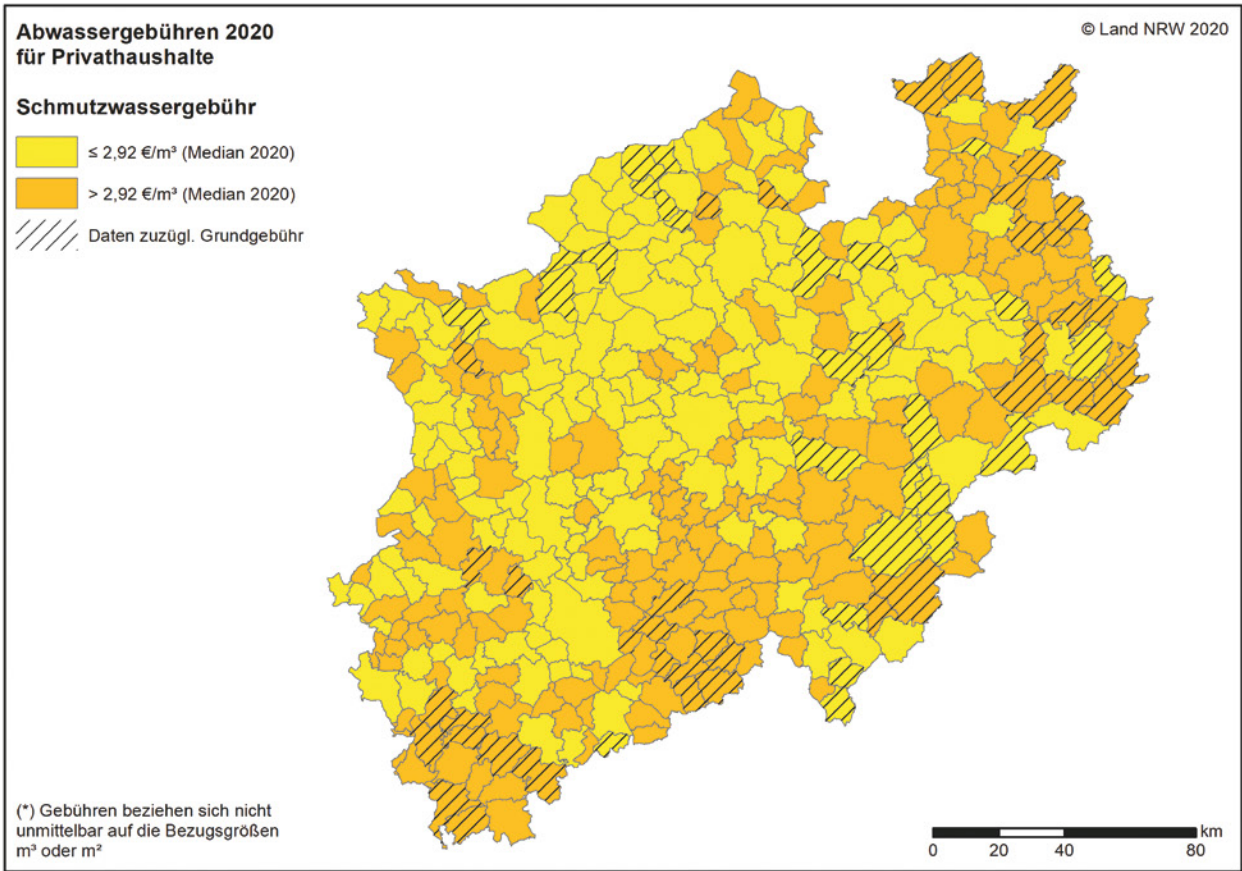 Abwassergebühren 2020
für Privathaushalte
© Land NRW 2020
Schmutzwassergebühr
≤ 2,92 €/m³ (Median 2020)
> 2,92 €/m³ (Median 2020)
Daten zuzügl. Grundgebühr
(*) Gebühren beziehen sich nicht
unmittelbar auf die Bezugsgrößen
m³ oder m²
km
0 20 40 80